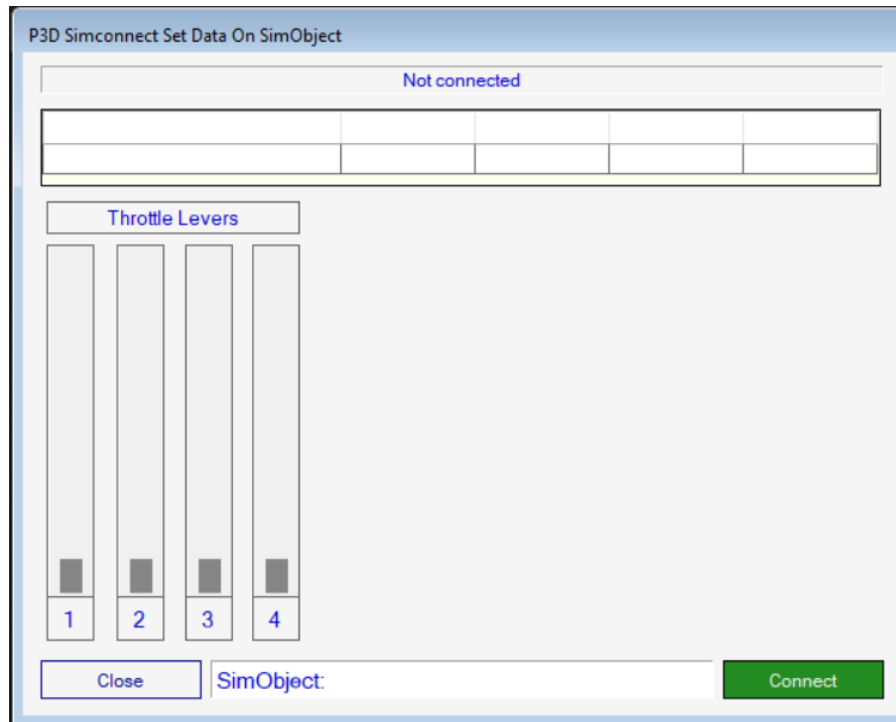 P3D Simconnect Set Data On SimObject
Not connected
Throttle Levers
1 2 3 4
Close SimObject: Connect